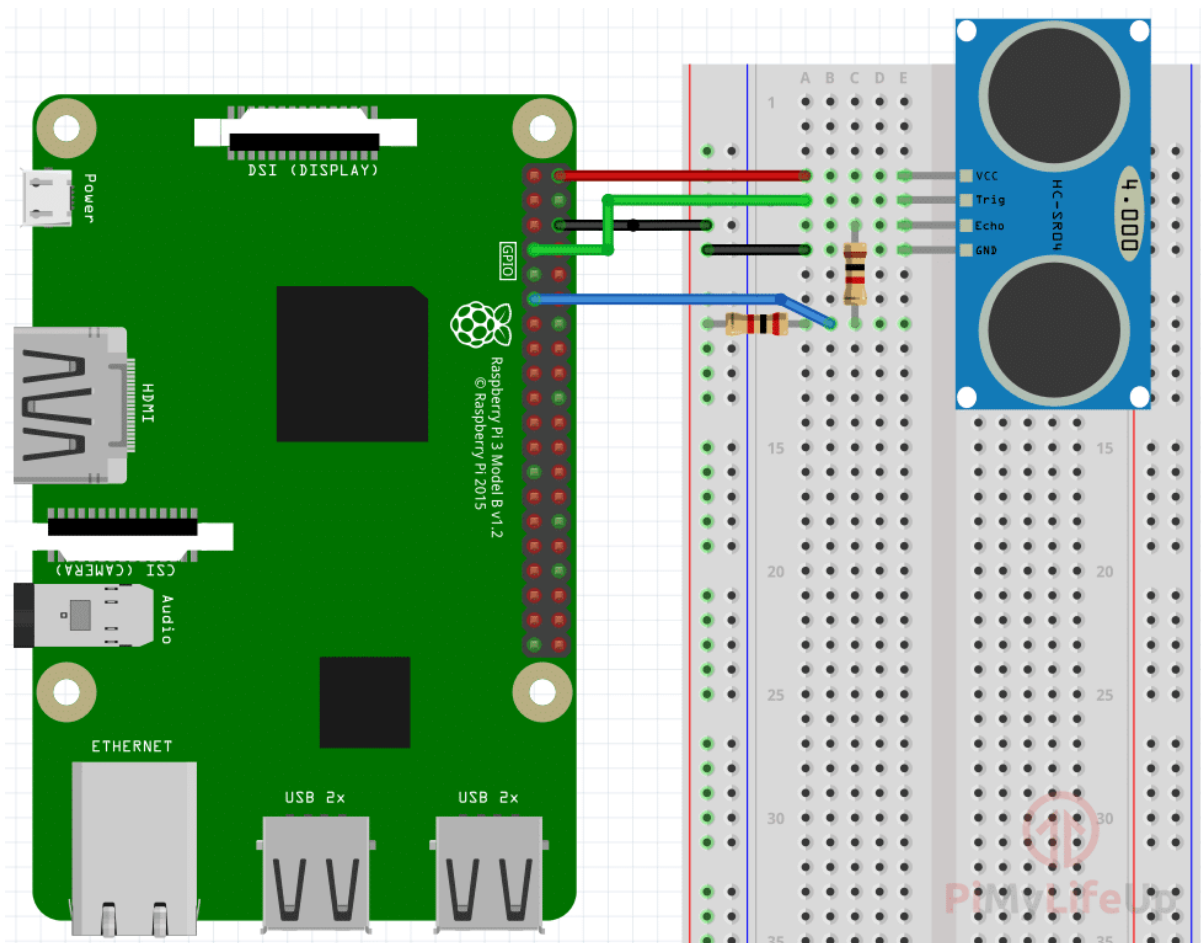 DSI (DISPLAY)
Power
GPIO
HDMI
Raspberry Pi 3 Model B v1.2
© Raspberry Pi 2015
CSI (CAMERA)
Audio
ETHERNET
USB 2x
USB 2x
A B C D E
1
15
15
20
20
25
25
30
30
35
35
VCC
Trig
Echo
GND
HC-SR04
4.000
PiMyLifeUp